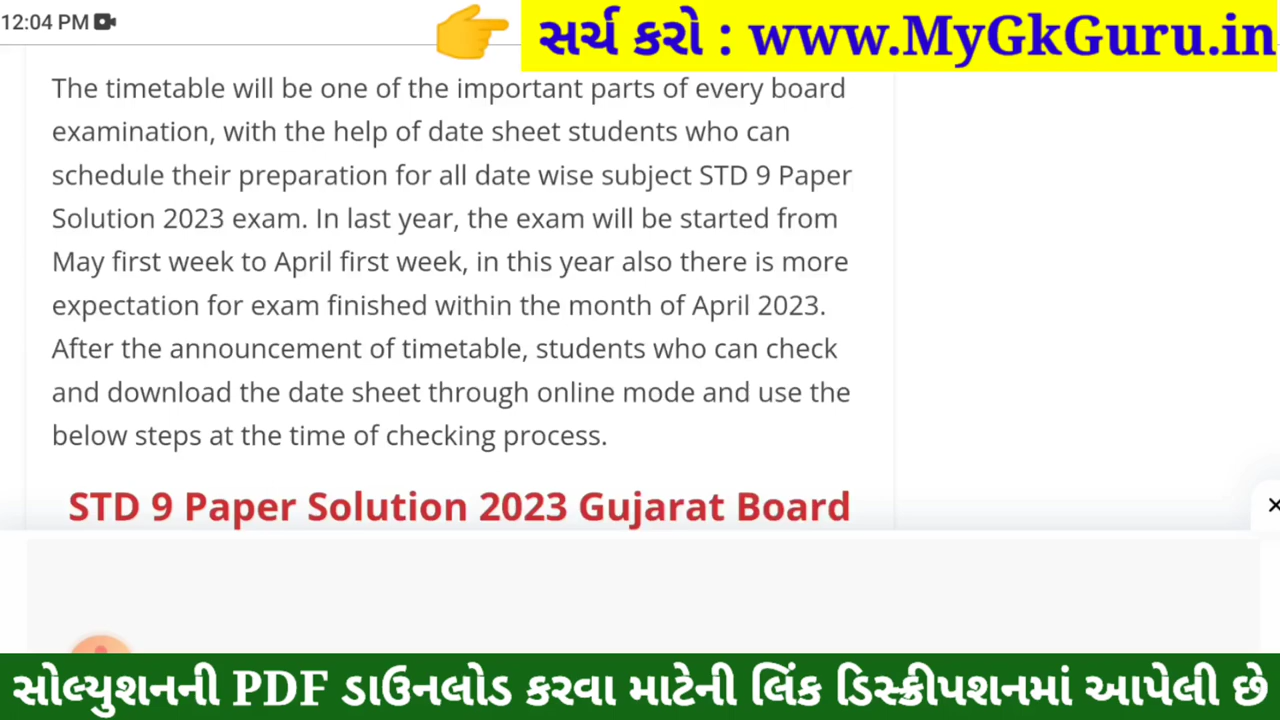 12:04 PM
👉 સર્ચ કરો : www.MyGkGuru.in
The timetable will be one of the important parts of every board
examination, with the help of date sheet students who can
schedule their preparation for all date wise subject STD 9 Paper
Solution 2023 exam. In last year, the exam will be started from
May first week to April first week, in this year also there is more
expectation for exam finished within the month of April 2023.
After the announcement of timetable, students who can check
and download the date sheet through online mode and use the
below steps at the time of checking process.
STD 9 Paper Solution 2023 Gujarat Board
સોલ્યુશનની PDF ડાઉનલોડ કરવા માટેની લિંક ડિસ્ક્રીપશનમાં આપેલી છે